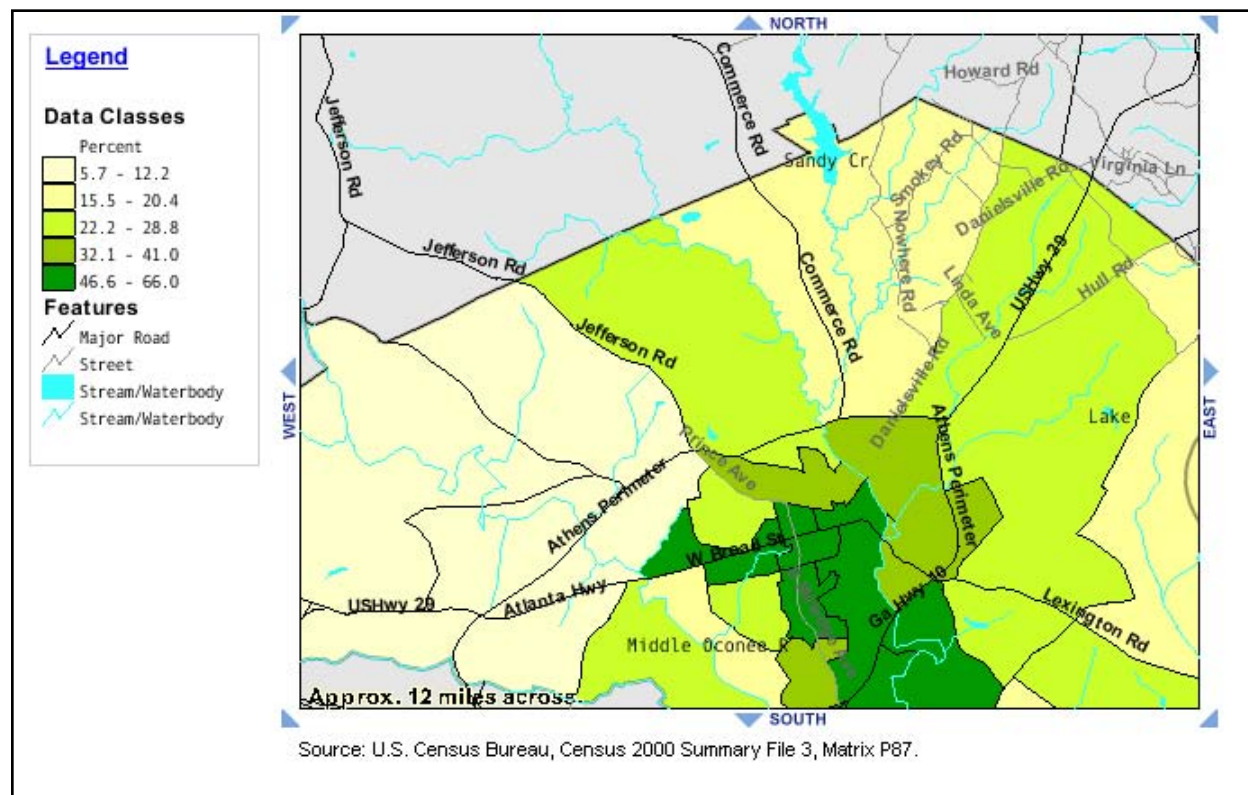 NORTH
Legend
Data Classes
Percent
5.7 - 12.2
15.5 - 20.4
22.2 - 28.8
32.1 - 41.0
46.6 - 66.0
Features
Major Road
Street
Stream/Waterbody
Stream/Waterbody
Howard Rd
Jefferson Rd
Commerce Rd
Sandy Cr
Smokey Rd
Virginia Ln
Danielsville Rd
Nowhere Rd
Jefferson Rd
Commerce Rd
USHwy 29
Hull Rd
Linda Ave
Jefferson Rd
WEST
EAST
Danielsville Rd
Lake
Prince Ave
Athens Perimeter
Athens Perimeter
W Broad St
USHwy 29
Atlanta Hwy
Ga Hwy 10
Lexington Rd
Middle Oconee R
Approx. 12 miles across.
SOUTH
Source: U.S. Census Bureau, Census 2000 Summary File 3, Matrix P87.